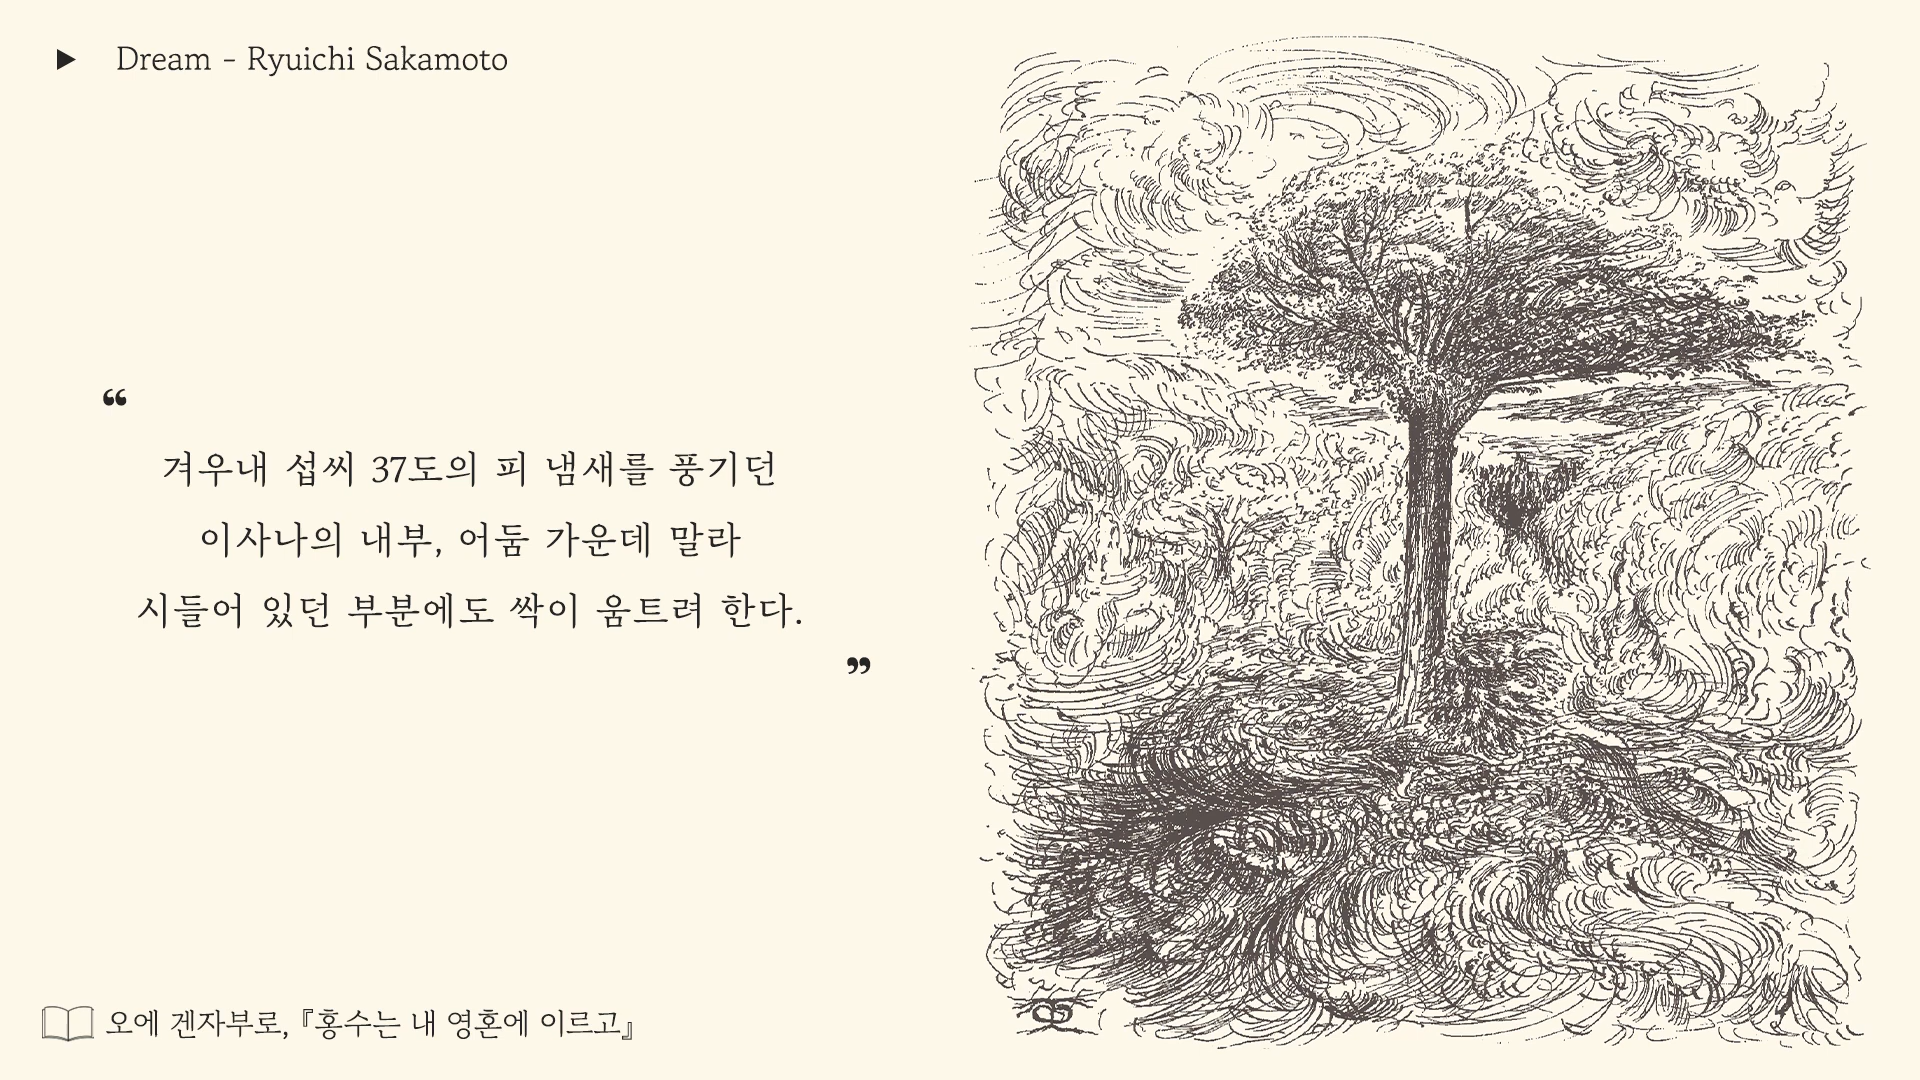 ▶ Dream - Ryuichi Sakamoto
“
겨우내 섭씨 37도의 피 냄새를 풍기던
이사나의 내부, 어둠 가운데 말라
시들어 있던 부분에도 싹이 움트려 한다.
”
오에 겐자부로, 『홍수는 내 영혼에 이르고』